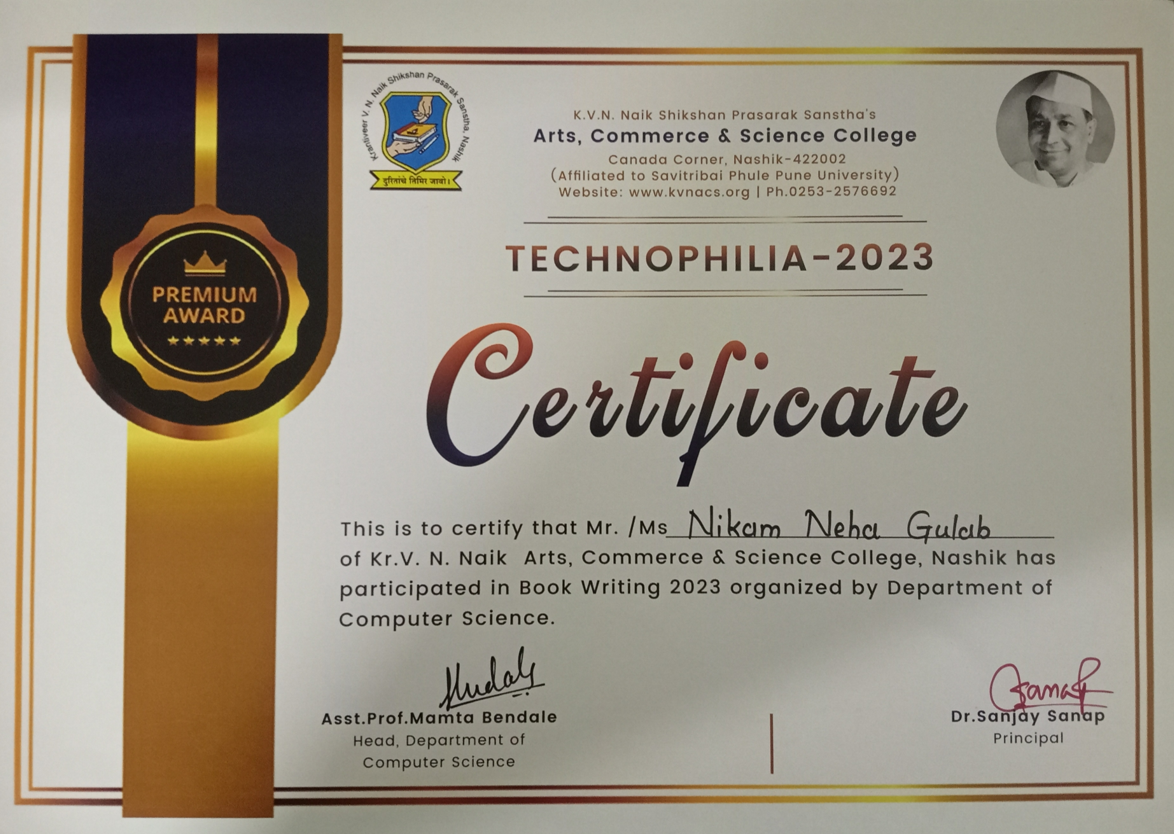 Krantiveer V. N. Naik Shikshan Prasarak Sanstha, Nashik
दुरितांचे तिमिर जावो।
K.V.N. Naik Shikshan Prasarak Sanstha's
Arts, Commerce & Science College
Canada Corner, Nashik-422002
(Affiliated to Savitribai Phule Pune University)
Website: www.kvnacs.org | Ph.0253-2576692
TECHNOPHILIA-2023
PREMIUM
AWARD
Certificate
This is to certify that Mr. /Ms Nikam Neha Gulab
of Kr.V. N. Naik Arts, Commerce & Science College, Nashik has
participated in Book Writing 2023 organized by Department of
Computer Science.
Asst.Prof.Mamta Bendale
Head, Department of
Computer Science
Dr.Sanjay Sanap
Principal